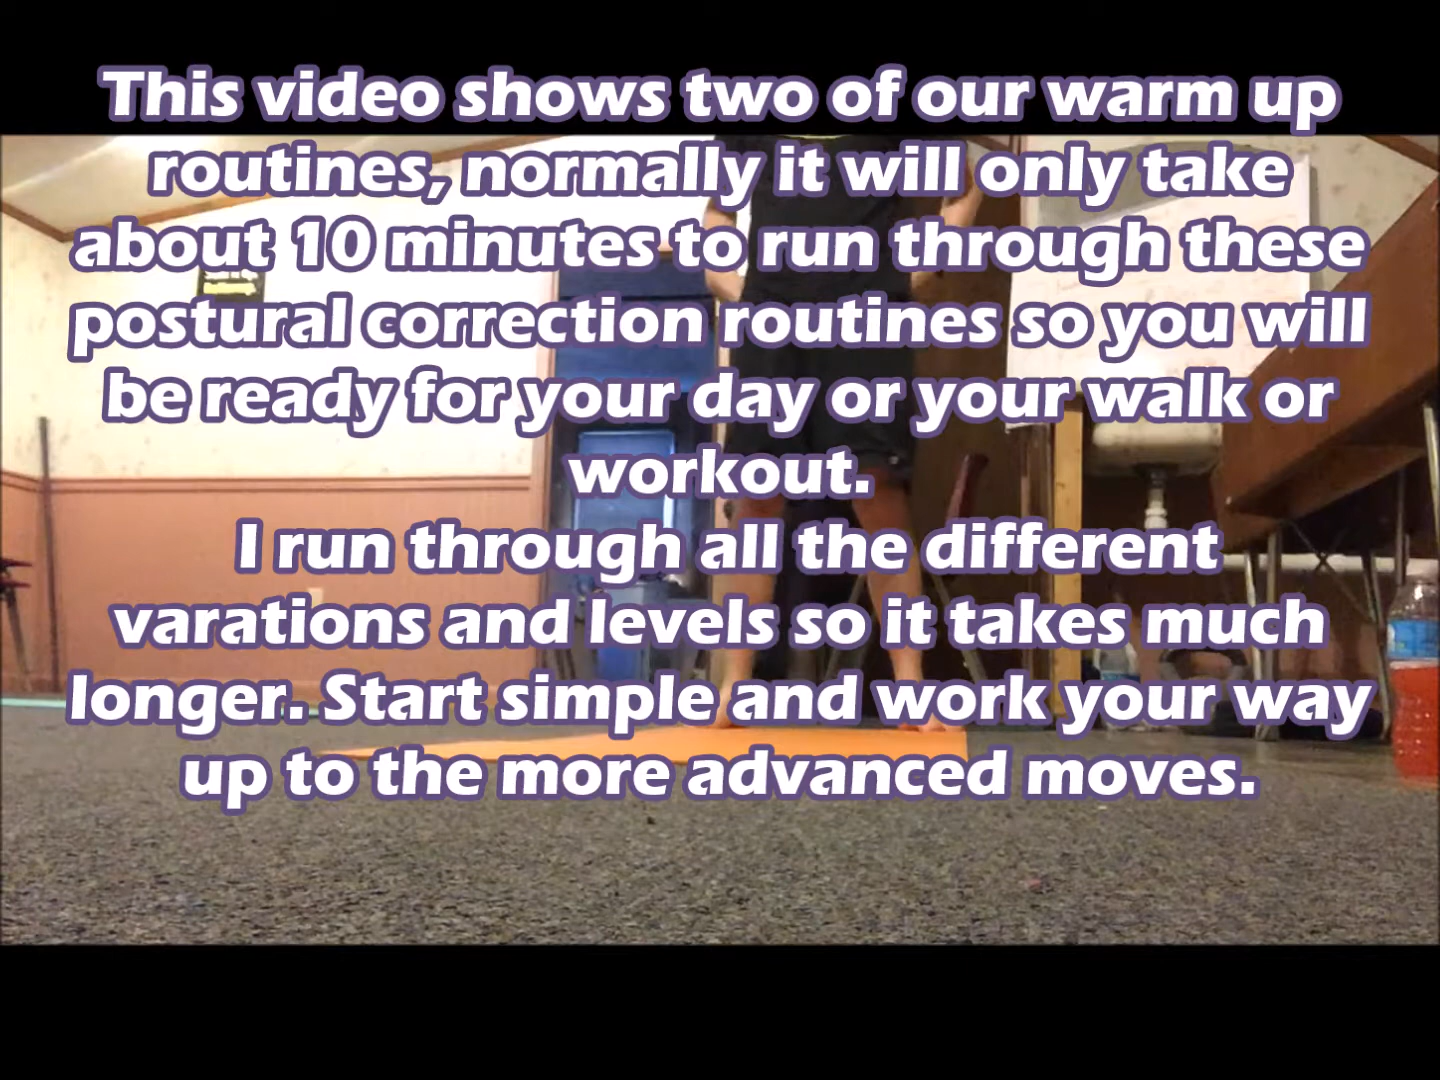 This video shows two of our warm up
routines, normally it will only take
about 10 minutes to run through these
postural correction routines so you will
be ready for your day or your walk or
workout.
I run through all the different
varations and levels so it takes much
longer. Start simple and work your way
up to the more advanced moves.